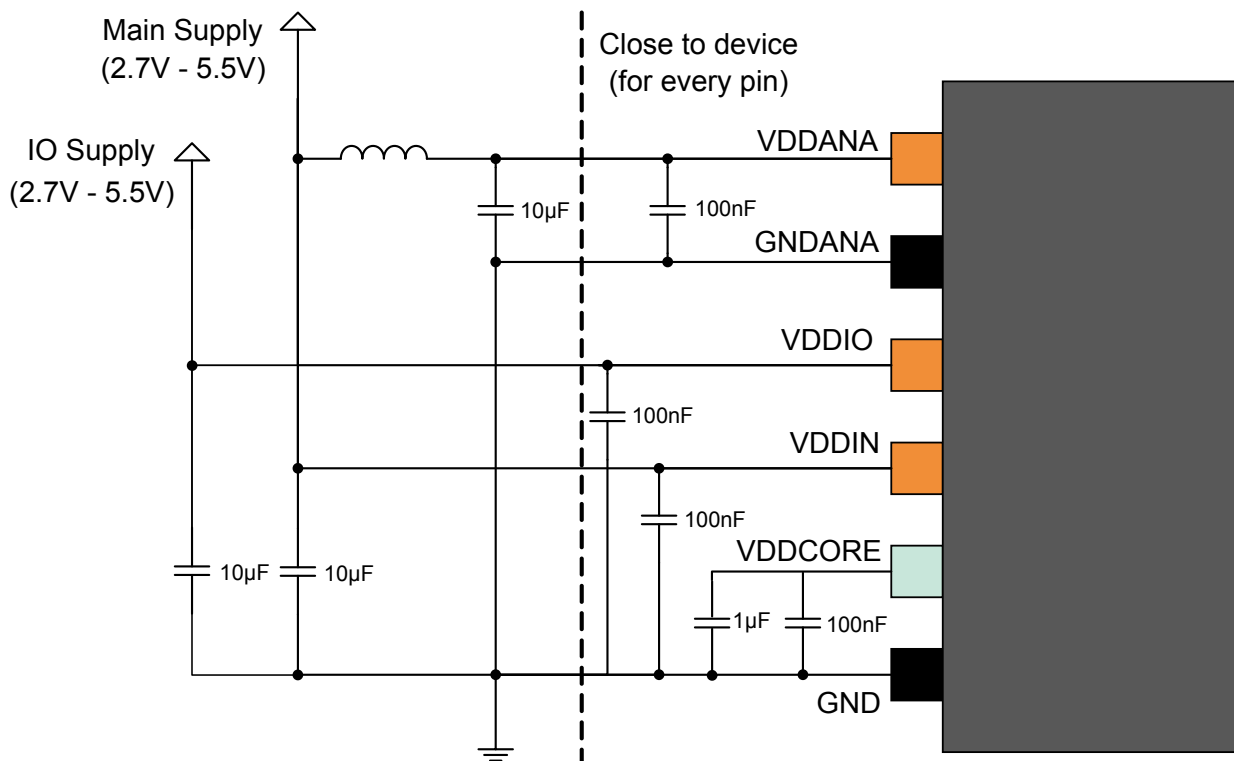 Main Supply
(2.7V - 5.5V)
Close to device
(for every pin)
IO Supply
(2.7V - 5.5V)
VDDANA
10µF
100nF
GNDANA
VDDIO
100nF
VDDIN
100nF
VDDCORE
10µF
10µF
1µF
100nF
GND